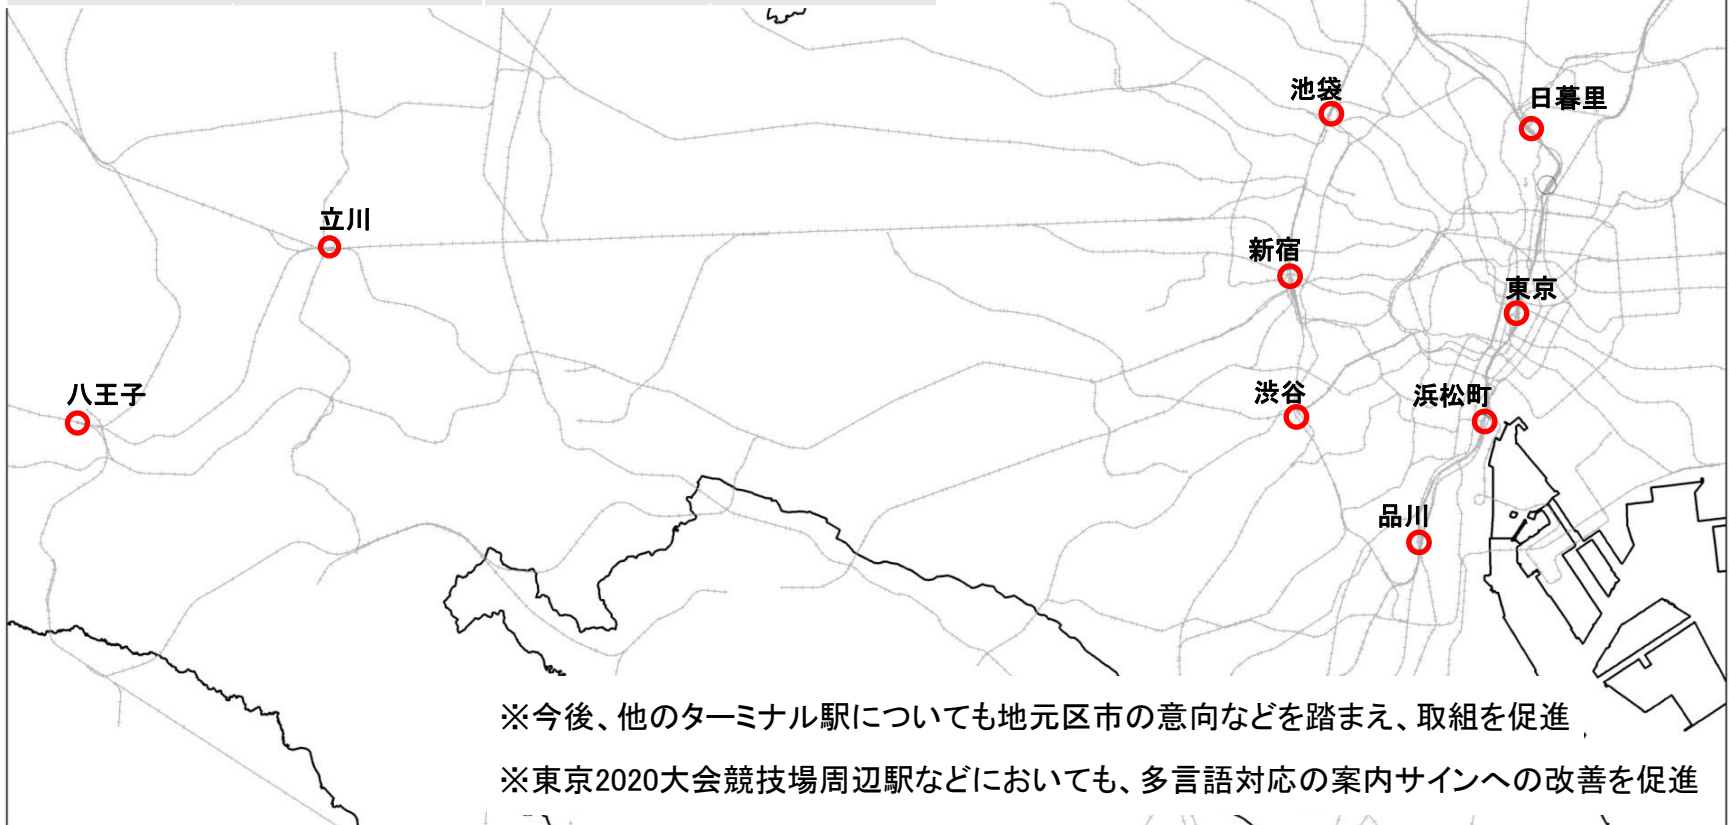 池袋
日暮里
立川
新宿
東京
八王子
渋谷
浜松町
品川
※今後、他のターミナル駅についても地元区市の意向などを踏まえ、取組を促進
※東京2020大会競技場周辺駅などにおいても、多言語対応の案内サインへの改善を促進